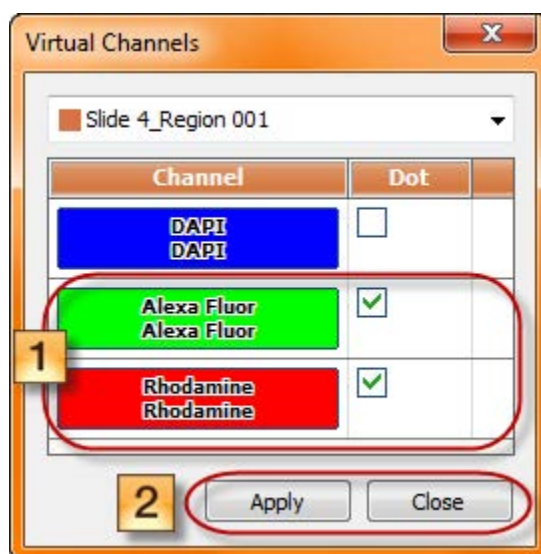 Virtual Channels
Slide 4_Region 001
Channel Dot
DAPI
DAPI
Alexa Fluor
Alexa Fluor
1
Rhodamine
Rhodamine
2 Apply Close